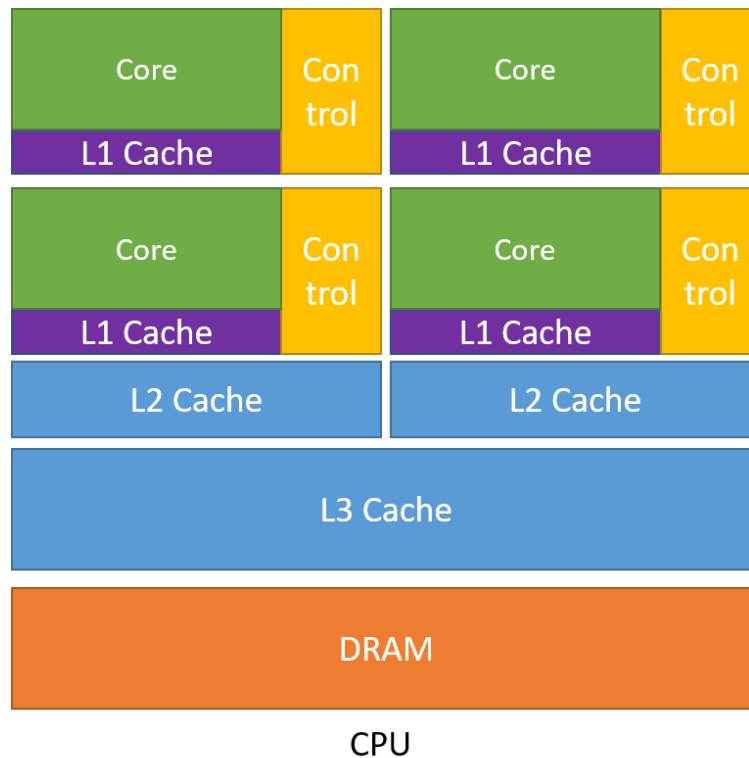 Core
Con
trol
L1 Cache
Core
Con
trol
L1 Cache
Core
Con
trol
L1 Cache
Core
Con
trol
L1 Cache
L2 Cache
L2 Cache
L3 Cache
DRAM
CPU